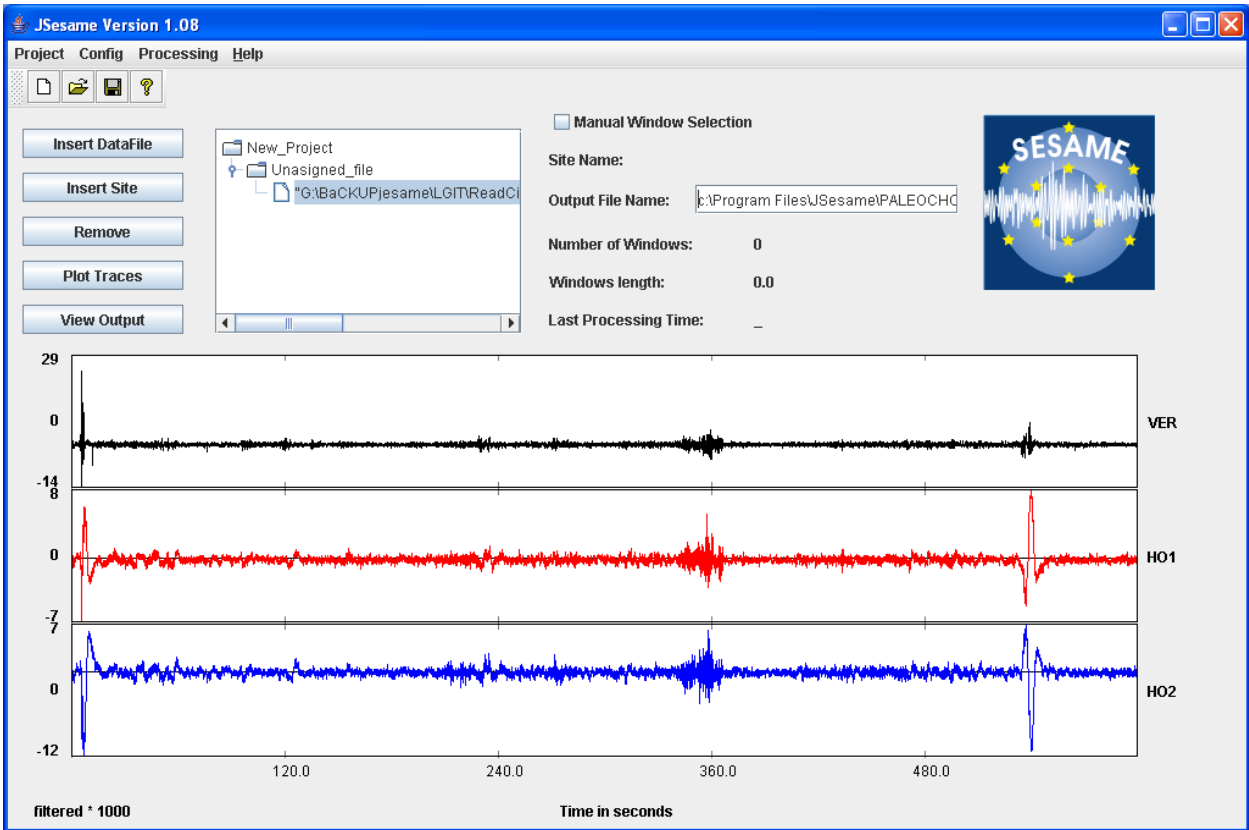 JSesame Version 1.08
Project Config Processing Help
Insert DataFile
Insert Site
Remove
Plot Traces
View Output
New_Project
Unasigned_file
"G:\BaCKUPjesame\LGIT\ReadCi
Manual Window Selection
Site Name:
Output File Name: c:\Program Files\JSesame\PALEOCHO
Number of Windows: 0
Windows length: 0.0
Last Processing Time: _
SESAME
29
0
-14
VER
8
0
-7
HO1
7
0
-12
HO2
120.0 240.0 360.0 480.0
filtered * 1000 Time in seconds